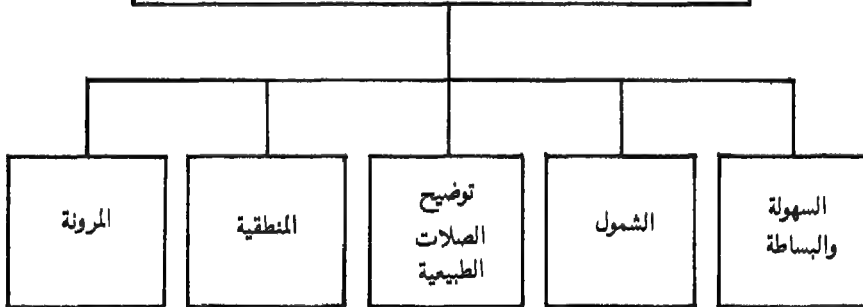 السهولة
والبساطة
الشمول
توضيح
الصلات
الطبيعية
المنطقية
المرونة